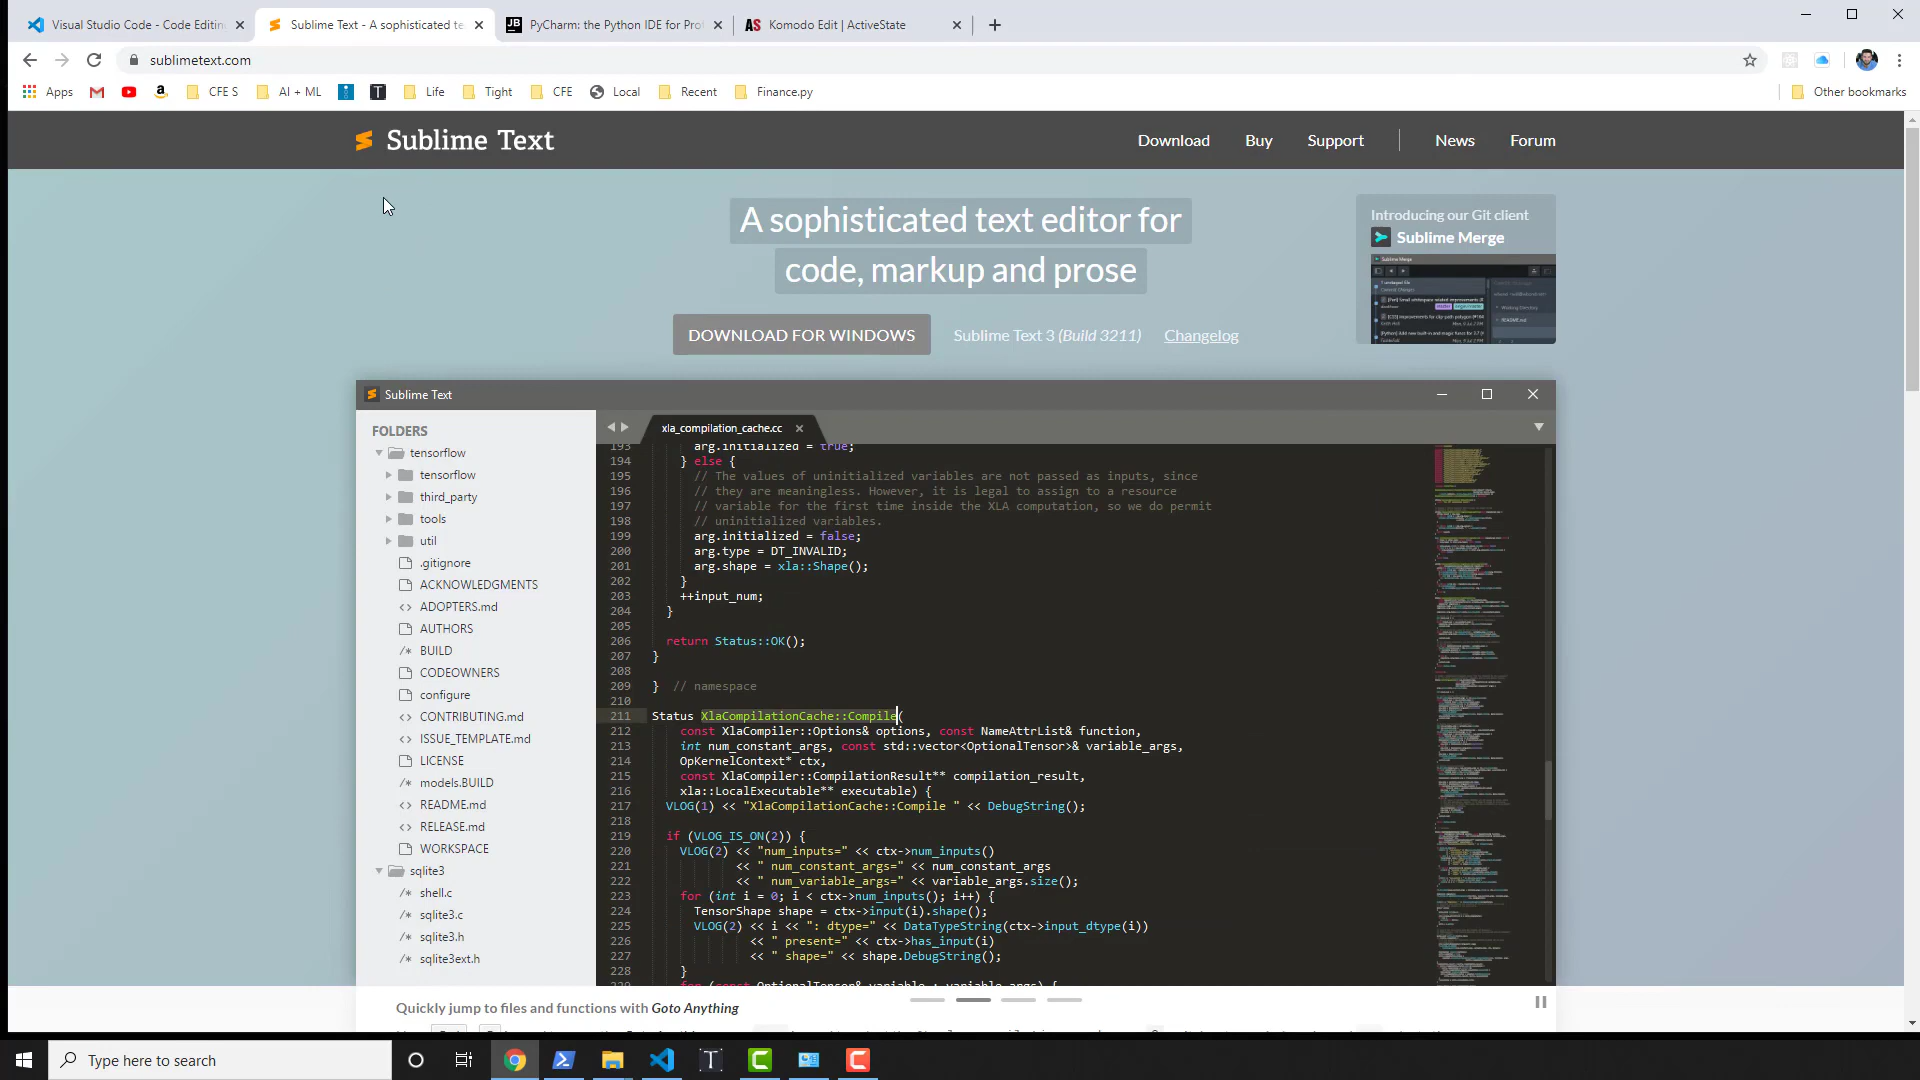 Visual Studio Code - Code Editin
Sublime Text - A sophisticated te
PyCharm: the Python IDE for Prof
Komodo Edit | ActiveState
sublimetext.com
Apps
CFE S
AI + ML
Life
Tight
CFE
Local
Recent
Finance.py
Other bookmarks
Sublime Text
Download
Buy
Support
News
Forum
A sophisticated text editor for
code, markup and prose
Introducing our Git client
Sublime Merge
DOWNLOAD FOR WINDOWS
Sublime Text 3 (Build 3211)
Changelog
Sublime Text
FOLDERS
tensorflow
tensorflow
third_party
tools
util
.gitignore
ACKNOWLEDGMENTS
ADOPTERS.md
AUTHORS
BUILD
CODEOWNERS
configure
CONTRIBUTING.md
ISSUE_TEMPLATE.md
LICENSE
models.BUILD
README.md
RELEASE.md
WORKSPACE
sqlite3
shell.c
sqlite3.c
sqlite3.h
sqlite3ext.h
xla_compilation_cache.cc
193 arg.initialized = true;
194 } else {
195 // The values of uninitialized variables are not passed as inputs, since
196 // they are meaningless. However, it is legal to assign to a resource
197 // variable for the first time inside the XLA computation, so we do permit
198 // uninitialized variables.
199 arg.initialized = false;
200 arg.type = DT_INVALID;
201 arg.shape = xla::Shape();
202 }
203 ++input_num;
204 }
205
206 return Status::OK();
207 }
208
209 } // namespace
210
211 Status XlaCompilationCache::Compile(
212 const XlaCompiler::Options& options, const NameAttrList& function,
213 int num_constant_args, const std::vector<OptionalTensor>& variable_args,
214 OpKernelContext* ctx,
215 const XlaCompiler::CompilationResult** compilation_result,
216 xla::LocalExecutable** executable) {
217 VLOG(1) << "XlaCompilationCache::Compile " << DebugString();
218
219 if (VLOG_IS_ON(2)) {
220 VLOG(2) << "num_inputs=" << ctx->num_inputs()
221 << " num_constant_args=" << num_constant_args
222 << " num_variable_args=" << variable_args.size();
223 for (int i = 0; i < ctx->num_inputs(); i++) {
224 TensorShape shape = ctx->input(i).shape();
225 VLOG(2) << i << ": dtype=" << DataTypeString(ctx->input_dtype(i))
226 << " present=" << ctx->has_input(i)
227 << " shape=" << shape.DebugString();
228 }
Quickly jump to files and functions with Goto Anything
Type here to search